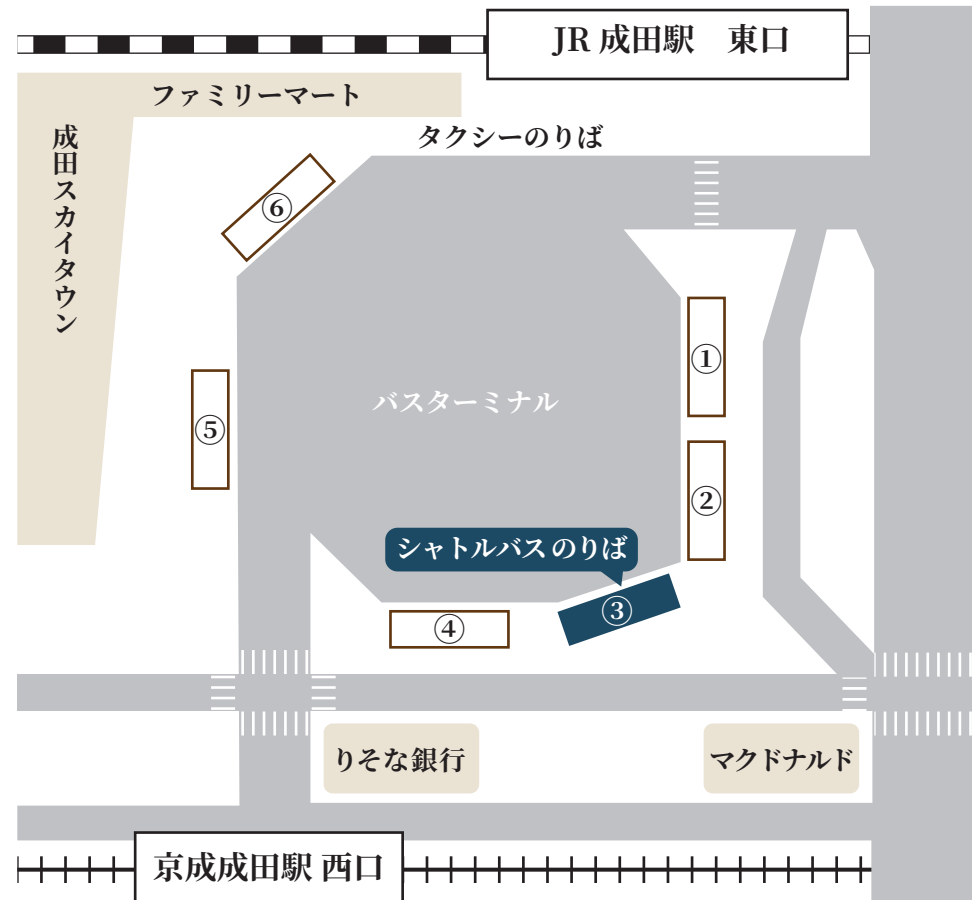 JR 成田駅　東口
ファミリーマート
タクシーのりば
成田スカイタウン
⑥
①
バスターミナル
⑤
②
シャトルバスのりば
③
④
りそな銀行
マクドナルド
京成成田駅 西口